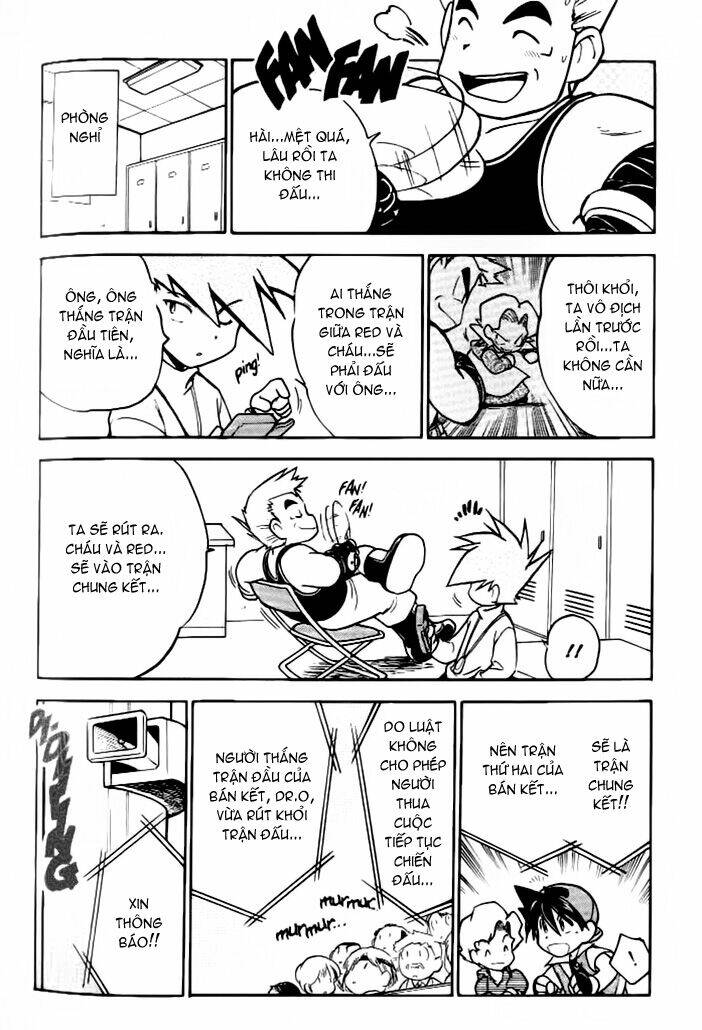 PHÒNG
NGHỈ
FAN
FAN
HÀI...MỆT QUÁ,
LÂU RỒI TA
KHÔNG THI
ĐẤU...
ÔNG, ÔNG
THẮNG TRẬN
ĐẦU TIÊN,
NGHĨA LÀ...
ping!
AI THẮNG
TRONG TRẬN
GIỮA RED VÀ
CHÁU...SẼ
PHẢI ĐẤU
VỚI ÔNG...
THÔI KHỎI,
TA VÔ ĐỊCH
LẦN TRƯỚC
RỒI...TA
KHÔNG CẦN
NỮA...
TA SẼ RÚT RA.
CHÁU VÀ RED...
SẼ VÀO TRẬN
CHUNG KẾT...
FAN!
FAN!
!!
DI-DIIING
XIN
THÔNG
BÁO!!
NGƯỜI THẮNG
TRẬN ĐẦU CỦA
BÁN KẾT, DR.O,
VỪA RÚT KHỎI
TRẬN ĐẤU...
DO LUẬT
KHÔNG
CHO PHÉP
NGƯỜI
THUA
CUỘC
TIẾP TỤC
CHIẾN
ĐẤU...
murmur
murmur...
NÊN TRẬN
THỨ HAI CỦA
BÁN KẾT...
SẼ LÀ
TRẬN
CHUNG
KẾT!!
!